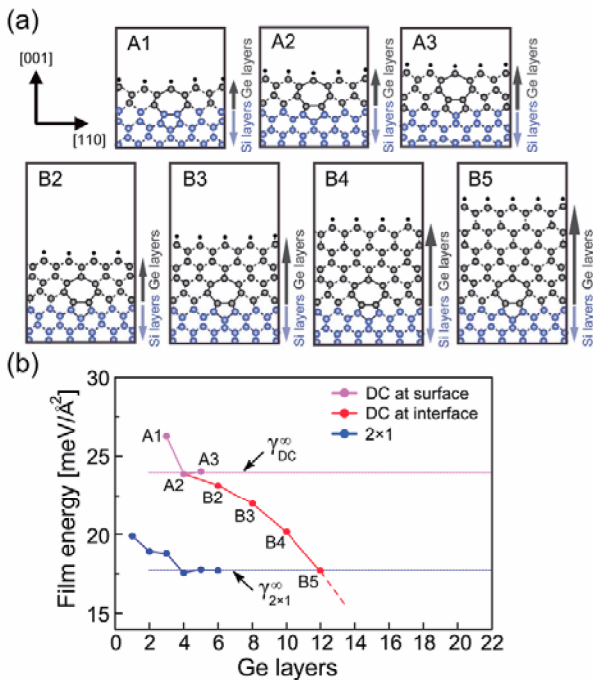 (a)
A1
A2
A3
[001]
[110]
Si layers Ge layers
Si layers Ge layers
Si layers Ge layers
B2
B3
B4
B5
Si layers Ge layers
Si layers Ge layers
Si layers Ge layers
Si layers Ge layers
(b)
Film energy [meV/Å²]
30
25
20
15
DC at surface
DC at interface
2×1
A1
A2
A3
B2
B3
B4
B5
γ∞DC
γ∞2×1
0 2 4 6 8 10 12 14 16 18 20 22
Ge layers